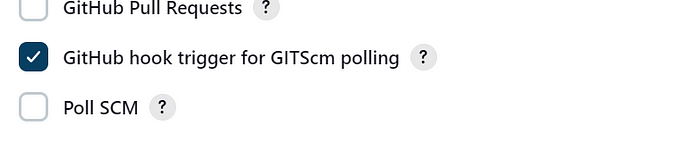 GitHub Pull Requests ?
GitHub hook trigger for GITScm polling ?
Poll SCM ?